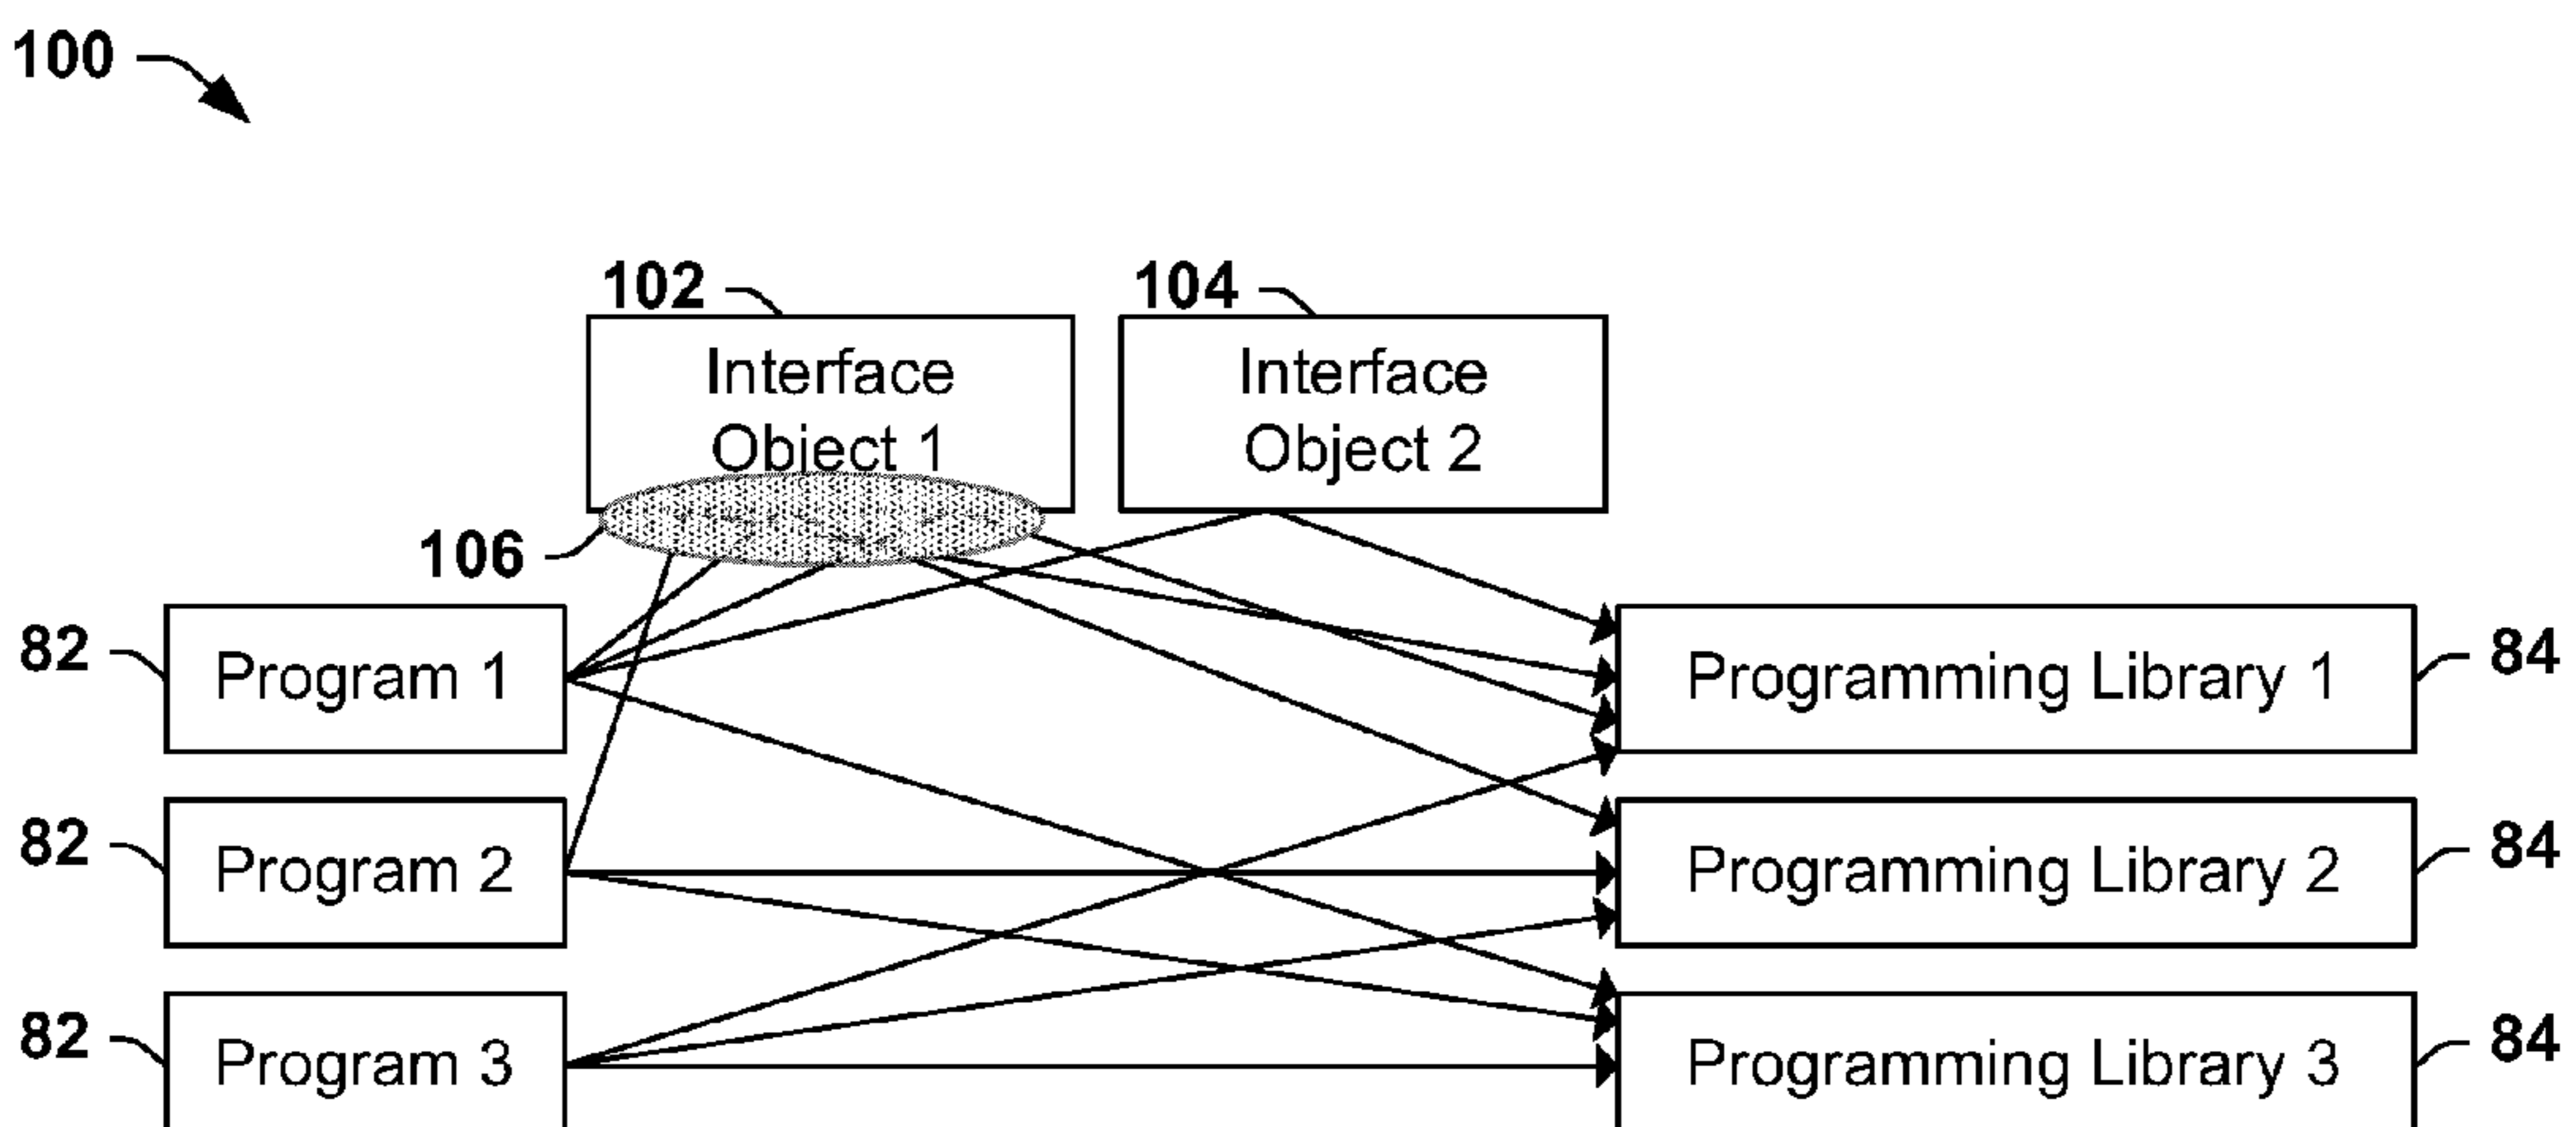 100
102
104
Interface
Object 1
Interface
Object 2
106
82
Program 1
Programming Library 1
84
82
Program 2
Programming Library 2
84
82
Program 3
Programming Library 3
84